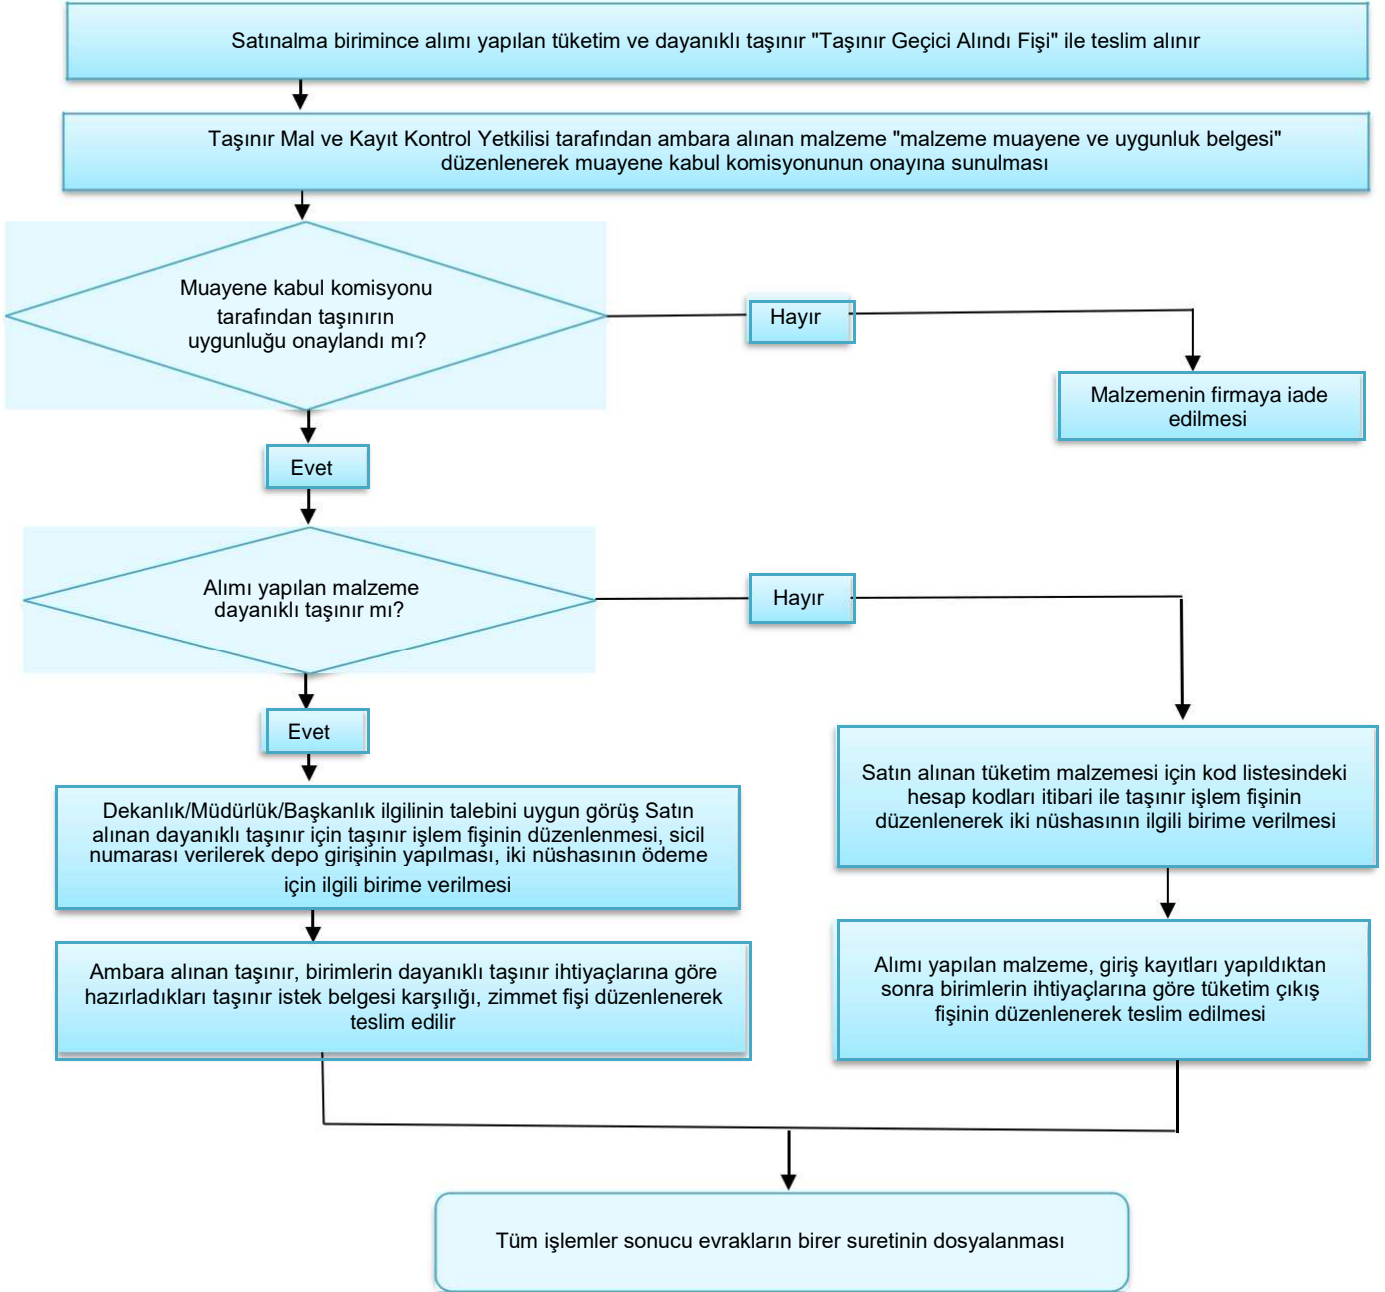 Satınalma birimince alımı yapılan tüketim ve dayanıklı taşınır "Taşınır Geçici Alındı Fişi" ile teslim alınır
Taşınır Mal ve Kayıt Kontrol Yetkilisi tarafından ambara alınan malzeme "malzeme muayene ve uygunluk belgesi"
düzenlenerek muayene kabul komisyonunun onayına sunulması
Muayene kabul komisyonu
tarafından taşınırın
uygunluğu onaylandı mı?
Hayır
Malzemenin firmaya iade
edilmesi
Evet
Alımı yapılan malzeme
dayanıklı taşınır mı?
Hayır
Evet
Satın alınan tüketim malzemesi için kod listesindeki
hesap kodları itibari ile taşınır işlem fişinin
düzenlenerek iki nüshasının ilgili birime verilmesi
Dekanlık/Müdürlük/Başkanlık ilgilinin talebini uygun görüş Satın
alınan dayanıklı taşınır için taşınır işlem fişinin düzenlenmesi, sicil
numarası verilerek depo girişinin yapılması, iki nüshasının ödeme
için ilgili birime verilmesi
Ambara alınan taşınır, birimlerin dayanıklı taşınır ihtiyaçlarına göre
hazırladıkları taşınır istek belgesi karşılığı, zimmet fişi düzenlenerek
teslim edilir
Alımı yapılan malzeme, giriş kayıtları yapıldıktan
sonra birimlerin ihtiyaçlarına göre tüketim çıkış
fişinin düzenlenerek teslim edilmesi
Tüm işlemler sonucu evrakların birer suretinin dosyalanması